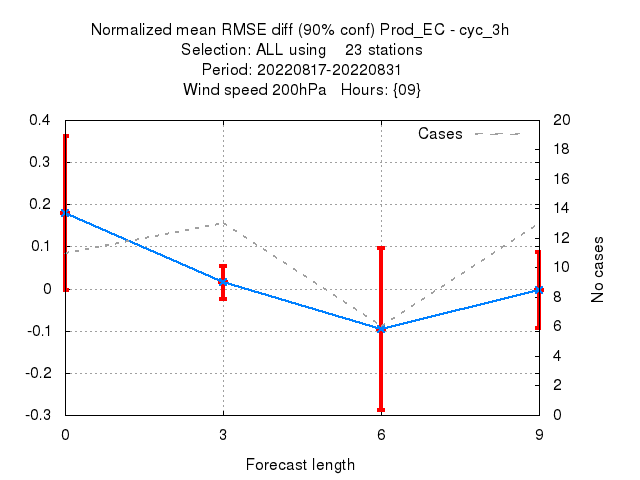 Normalized mean RMSE diff (90% conf) Prod_EC - cyc_3h
Selection: ALL using    23 stations
Period: 20220817-20220831
Wind speed 200hPa   Hours: {09}
Cases
0.4
0.3
0.2
0.1
0
-0.1
-0.2
-0.3
20
18
16
14
12
10
8
6
4
2
0
No cases
0 3 6 9
Forecast length